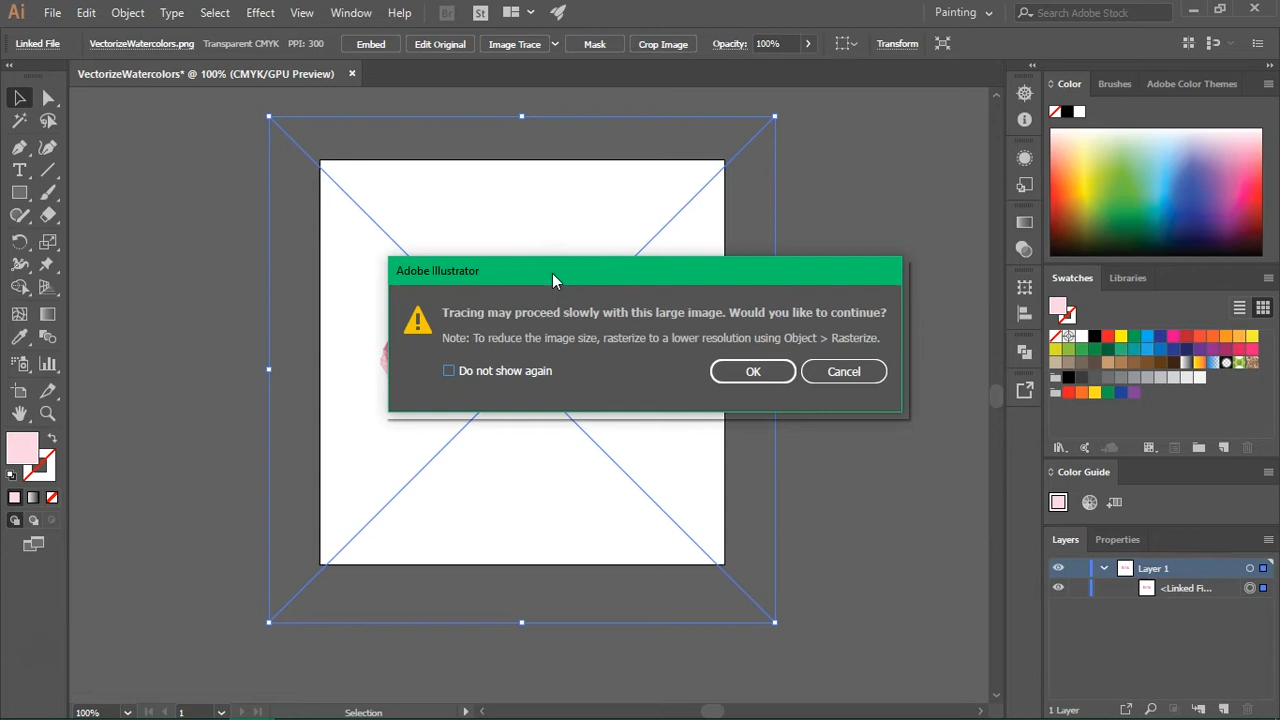 Ai File Edit Object Type Select Effect View Window Help Br St Painting Search Adobe Stock
Linked File VectorizeWatercolors.png Transparent CMYK PPI: 300 Embed Edit Original Image Trace Mask Crop Image Opacity: 100% Transform
VectorizeWatercolors* @ 100% (CMYK/GPU Preview)
Color Brushes Adobe Color Themes
Adobe Illustrator
Tracing may proceed slowly with this large image. Would you like to continue?
Note: To reduce the image size, rasterize to a lower resolution using Object > Rasterize.
Do not show again OK Cancel
Swatches Libraries
Color Guide
Layers Properties
Layer 1
<Linked Fi...
1 Layer
100% 1 Selection